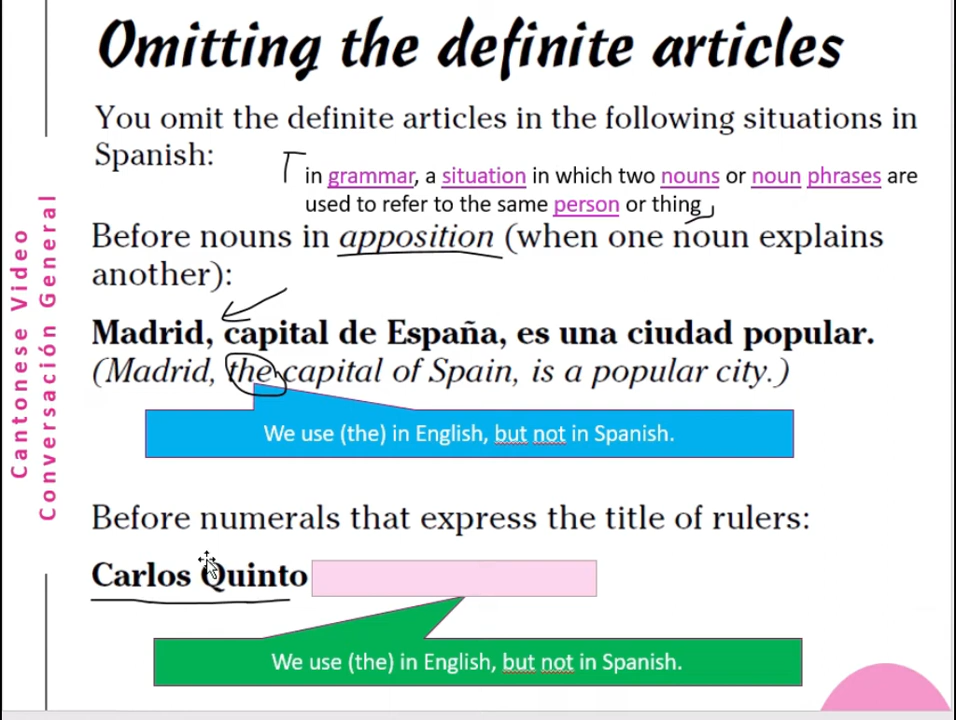 Omitting the definite articles
You omit the definite articles in the following situations in
Spanish:
in grammar, a situation in which two nouns or noun phrases are
used to refer to the same person or thing
Before nouns in apposition (when one noun explains
another):
Madrid, capital de España, es una ciudad popular.
(Madrid, the capital of Spain, is a popular city.)
We use (the) in English, but not in Spanish.
Before numerals that express the title of rulers:
Carlos Quinto
We use (the) in English, but not in Spanish.
Cantonese Video
Conversación General